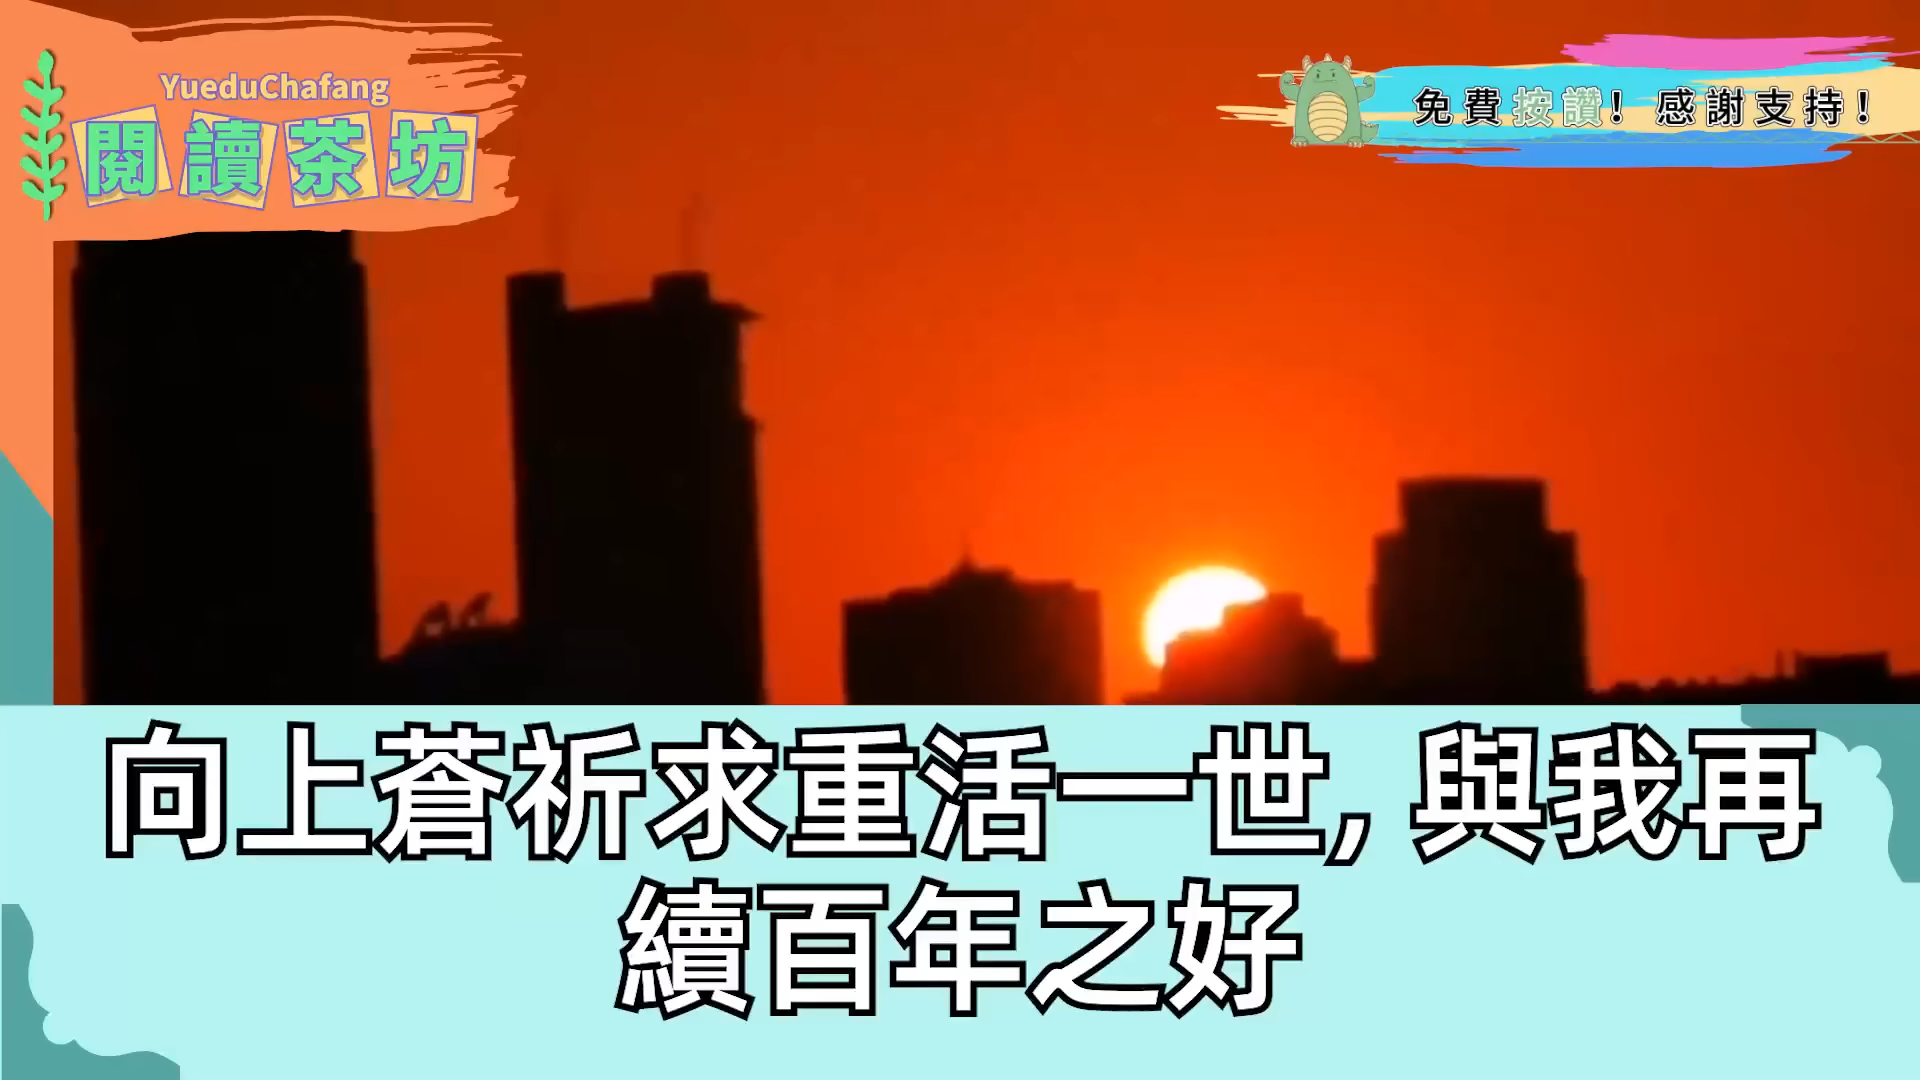 YueduChafang
閱讀茶坊
免費按讚！感謝支持！
向上蒼祈求重活一世,與我再
續百年之好